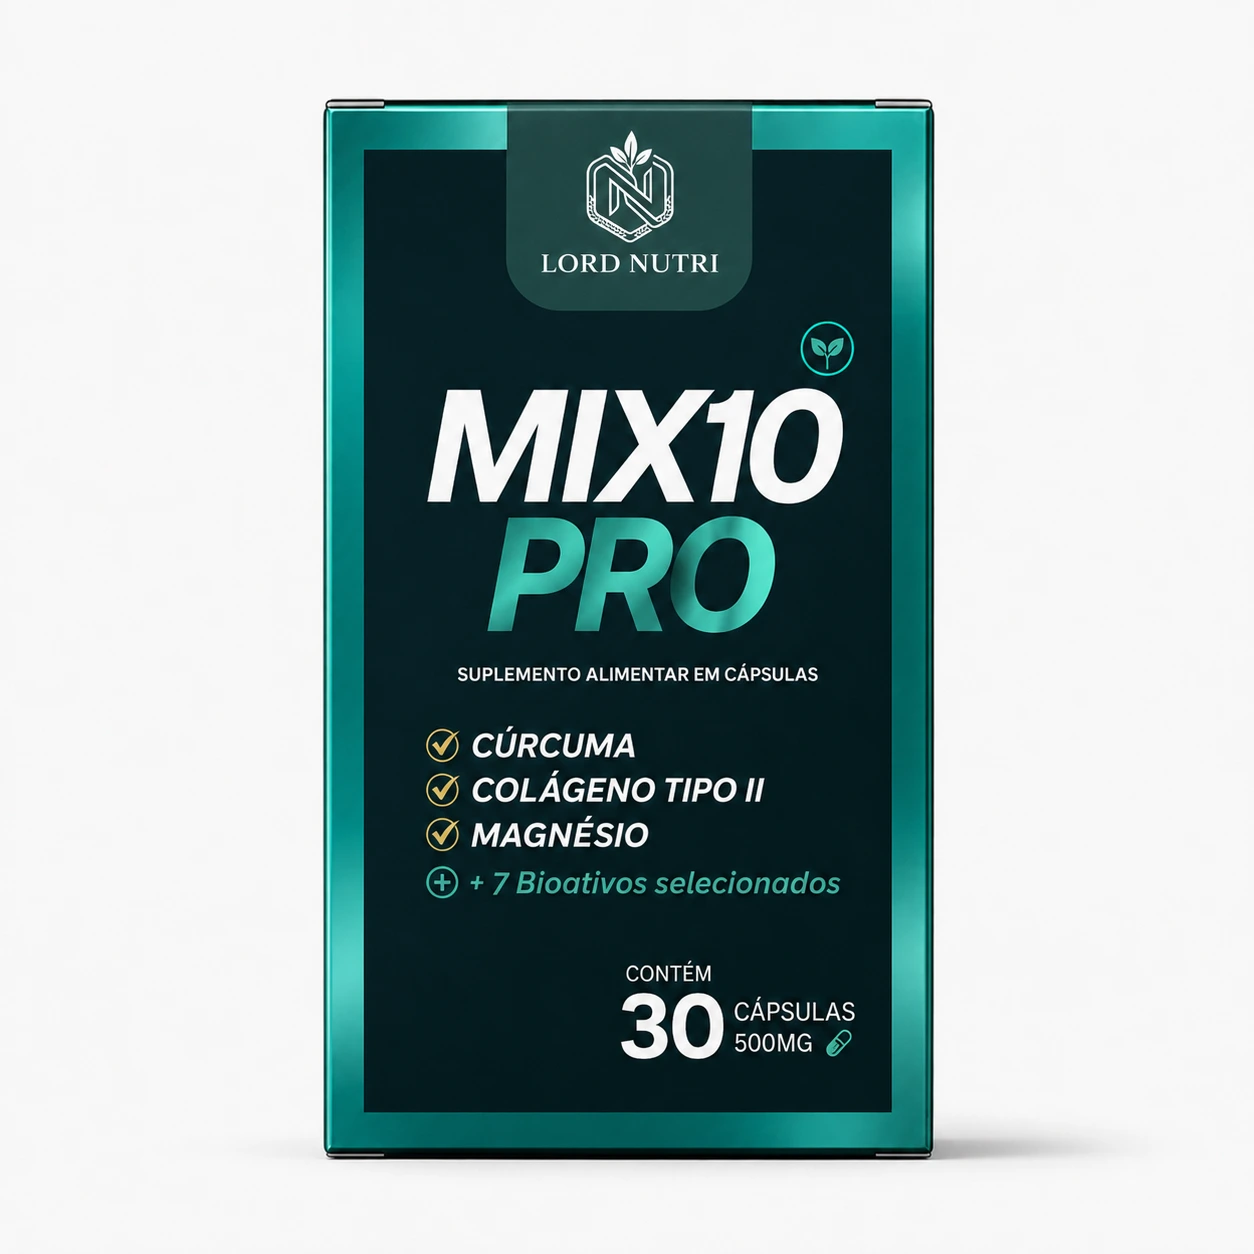 LORD NUTRI
MIX10
PRO
SUPLEMENTO ALIMENTAR EM CÁPSULAS
CÚRCUMA
COLÁGENO TIPO II
MAGNÉSIO
+ 7 Bioativos selecionados
CONTÉM
30 CÁPSULAS
500MG